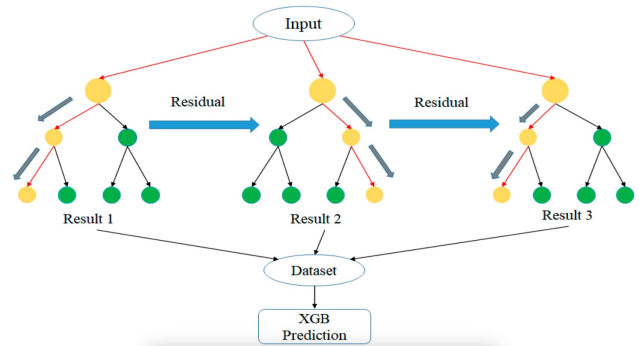 Input
Residual
Residual
Result 1
Result 2
Result 3
Dataset
XGB
Prediction